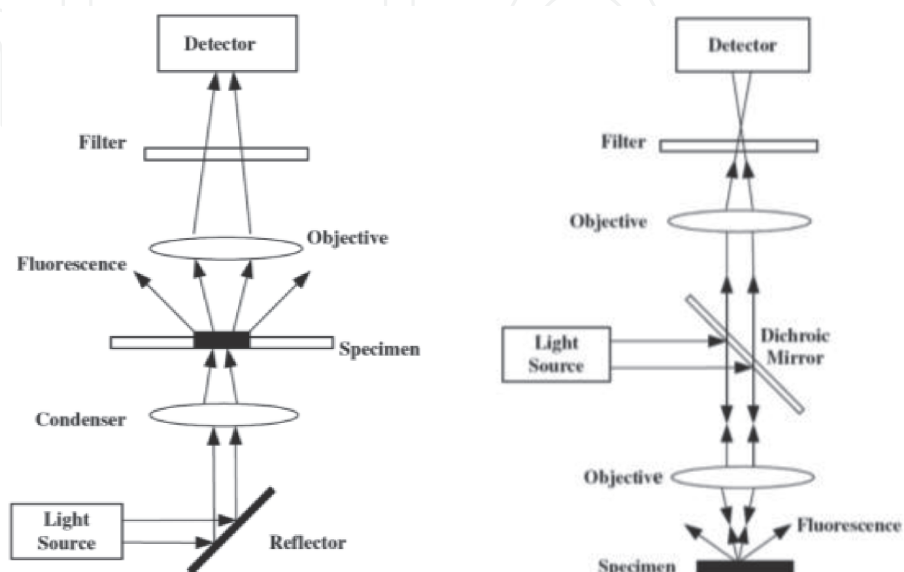 Detector
Filter
Objective
Fluorescence
Specimen
Condenser
Light
Source
Reflector
Detector
Filter
Objective
Dichroic
Mirror
Light
Source
Objective
Fluorescence
Specimen